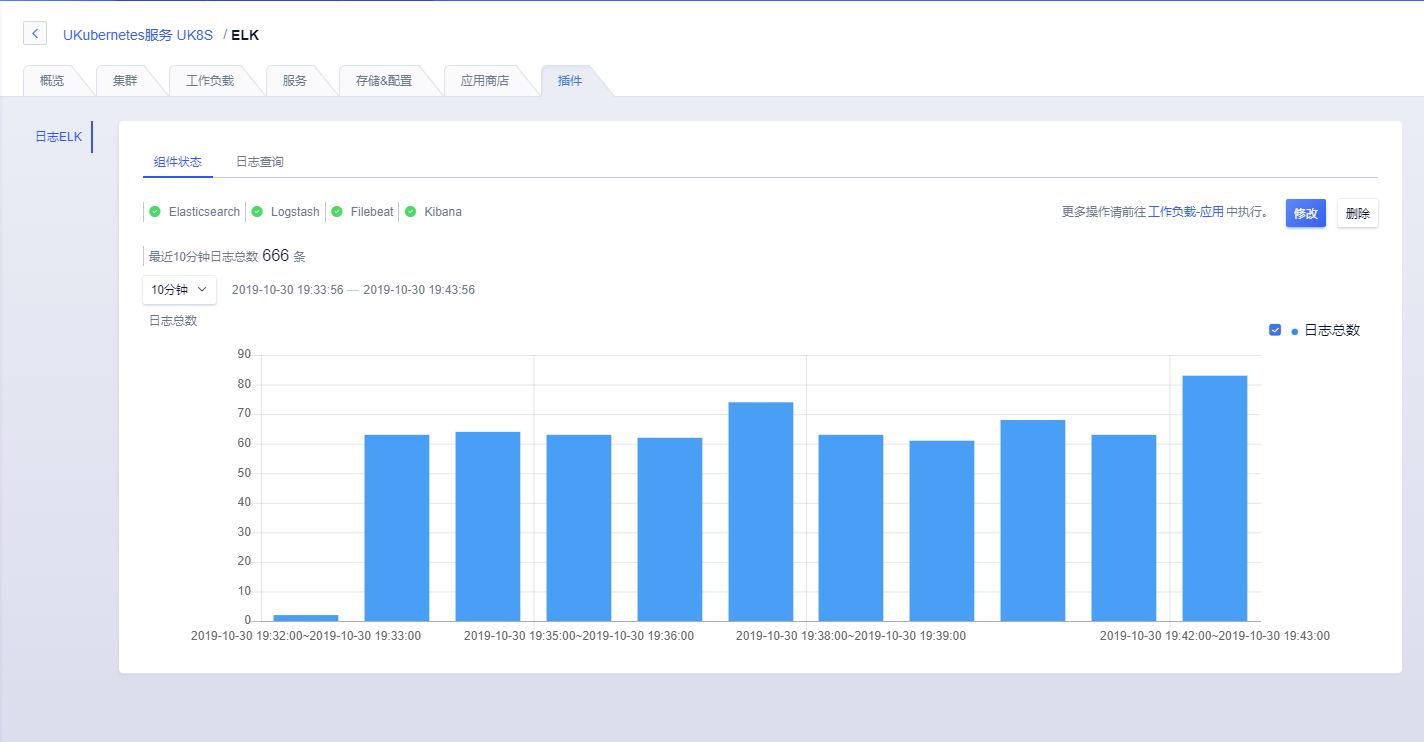 UKubernetes服务 UK8S / ELK
概览 集群 工作负载 服务 存储&配置 应用商店 插件
日志ELK
组件状态 日志查询
Elasticsearch Logstash Filebeat Kibana 更多操作请前往 工作负载-应用 中执行。 修改 删除
最近10分钟日志总数 666 条
10分钟 2019-10-30 19:33:56 — 2019-10-30 19:43:56
日志总数
日志总数
90
80
70
60
50
40
30
20
10
0
2019-10-30 19:32:00~2019-10-30 19:33:00 2019-10-30 19:35:00~2019-10-30 19:36:00 2019-10-30 19:38:00~2019-10-30 19:39:00 2019-10-30 19:42:00~2019-10-30 19:43:00